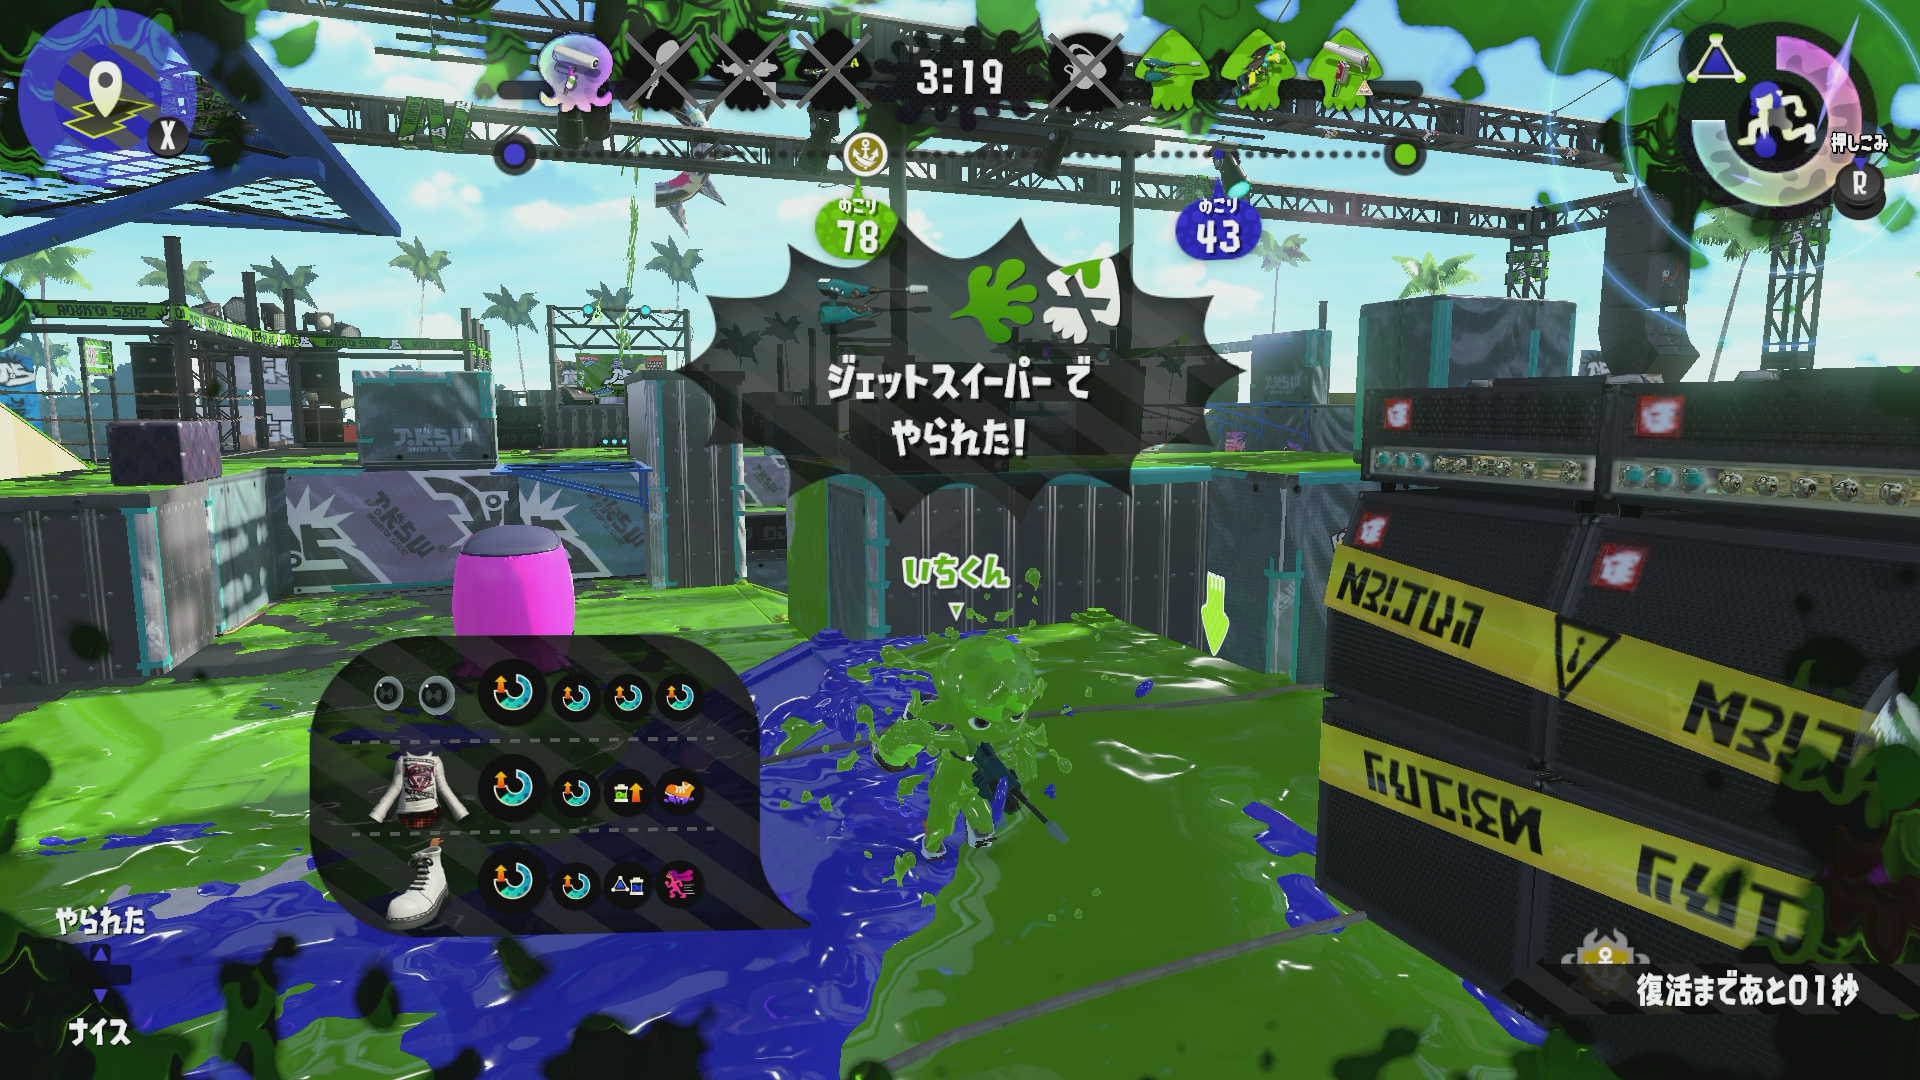 3:19
X
押しこみ
R
のこり
78
のこり
43
ジェットスイーパーで
やられた!
いちくん
やられた
ナイス
復活まであと01秒